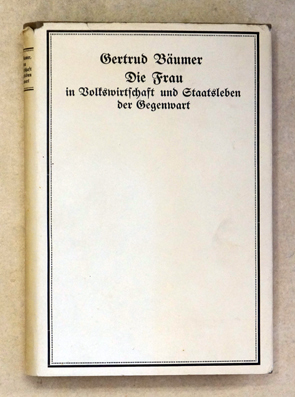 Gertrud Bäumer
Die Frau
in Volkswirtschaft und Staatsleben
der Gegenwart